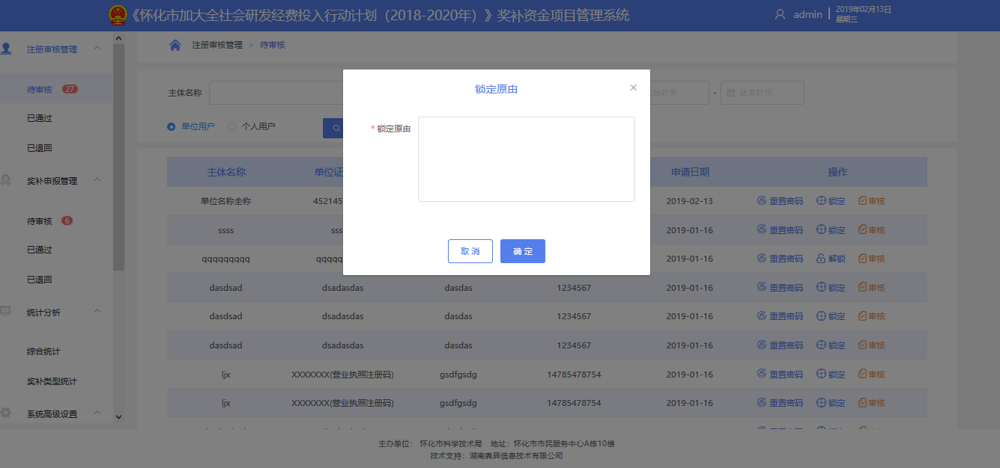 《怀化市加大全社会研发经费投入行动计划（2018-2020年）》奖补资金项目管理系统
admin
2019年02月13日
星期三
注册审核管理
待审核 27
已通过
已退回
奖补申报管理
待审核 6
已通过
已退回
统计分析
综合统计
奖补类型统计
系统高级设置
注册审核管理 > 待审核
主体名称
始时间 - 结束时间
单位用户 个人用户
锁定原由
* 锁定原由
取 消 确 定
主体名称 单位证 申请日期 操作
单位名称全称 452145 2019-02-13 重置密码 锁定 审核
ssss sss 2019-01-16 重置密码 锁定 审核
qqqqqqqqq qqqqq 2019-01-16 重置密码 解锁 审核
dasdsad dsadasdas dasdas 1234567 2019-01-16 重置密码 锁定 审核
dasdsad dsadasdas dasdas 1234567 2019-01-16 重置密码 锁定 审核
dasdsad dsadasdas dasdas 1234567 2019-01-16 重置密码 锁定 审核
ljx XXXXXXX(营业执照注册码) gsdfgsdg 14785478754 2019-01-16 重置密码 锁定 审核
ljx XXXXXXX(营业执照注册码) gsdfgsdg 14785478754 2019-01-16 重置密码 锁定 审核
主办单位： 怀化市科学技术局 地址：怀化市市民服务中心A栋10楼
技术支持：湖南奥昇信息技术有限公司